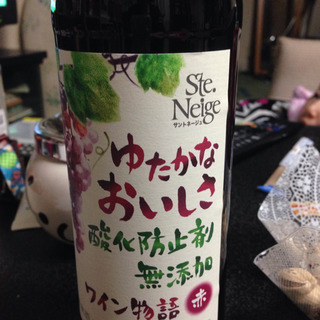 Ste.
Neige
サントネージュ
ゆたかな
おいしさ
酸化防止剤
無添加
ワイン物語 赤